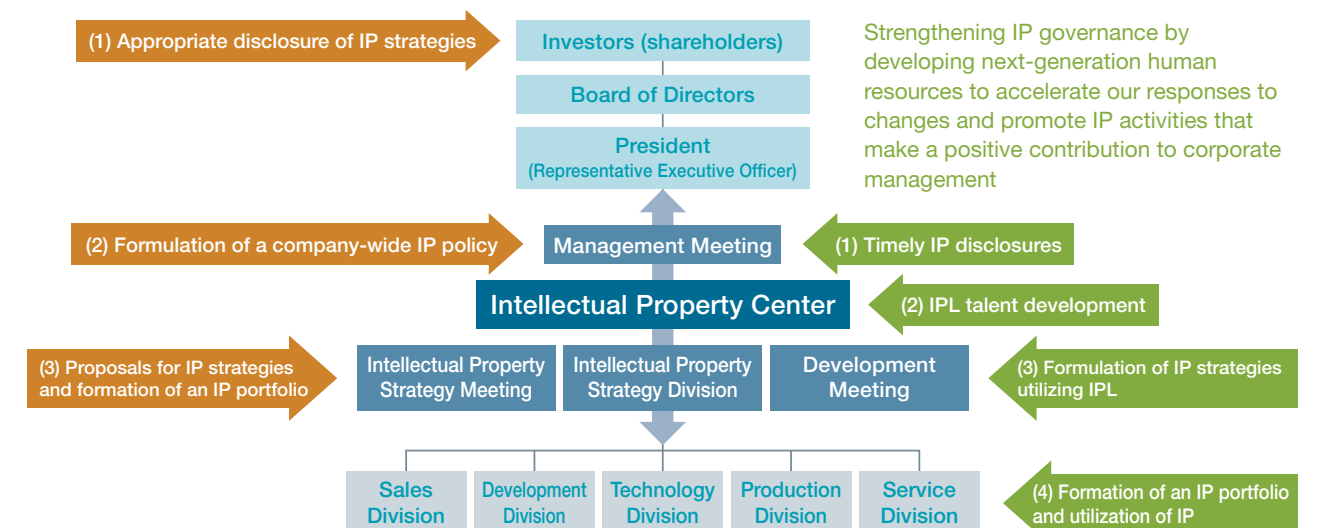 (1) Appropriate disclosure of IP strategies
Investors (shareholders)
Board of Directors
President
(Representative Executive Officer)
Strengthening IP governance by
developing next-generation human
resources to accelerate our responses to
changes and promote IP activities that
make a positive contribution to corporate
management
(2) Formulation of a company-wide IP policy
Management Meeting
(1) Timely IP disclosures
Intellectual Property Center
(2) IPL talent development
(3) Proposals for IP strategies
and formation of an IP portfolio
Intellectual Property
Strategy Meeting
Intellectual Property
Strategy Division
Development
Meeting
(3) Formulation of IP strategies
utilizing IPL
Sales
Division
Development
Division
Technology
Division
Production
Division
Service
Division
(4) Formation of an IP portfolio
and utilization of IP